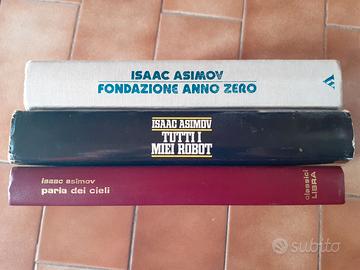 ISAAC ASIMOV
FONDAZIONE ANNO ZERO
ISAAC ASIMOV
TUTTI I
MIEI ROBOT
isaac asimov
paria dei cieli
classici
LIBRA
subito